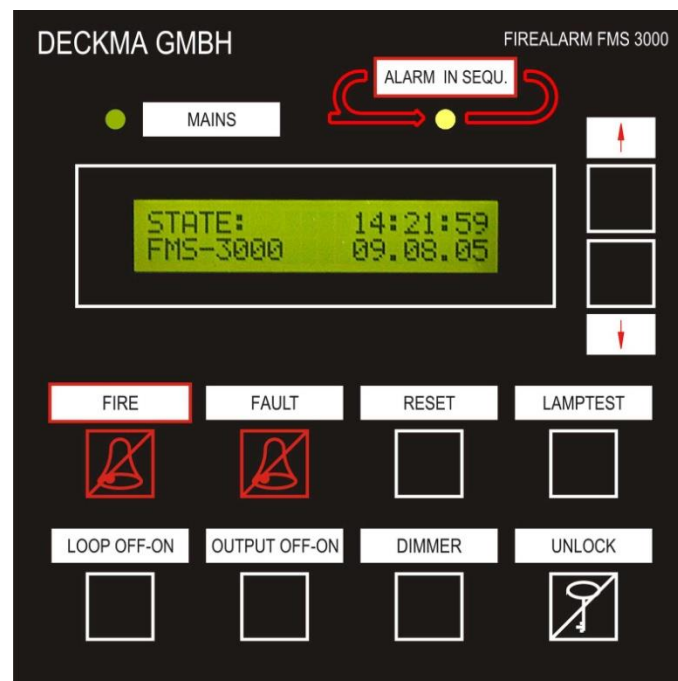 DECKMA GMBH
FIREALARM FMS 3000
ALARM IN SEQU.
MAINS
STATE: 14:21:59
FMS-3000 09.08.05
FIRE FAULT RESET LAMPTEST
LOOP OFF-ON OUTPUT OFF-ON DIMMER UNLOCK